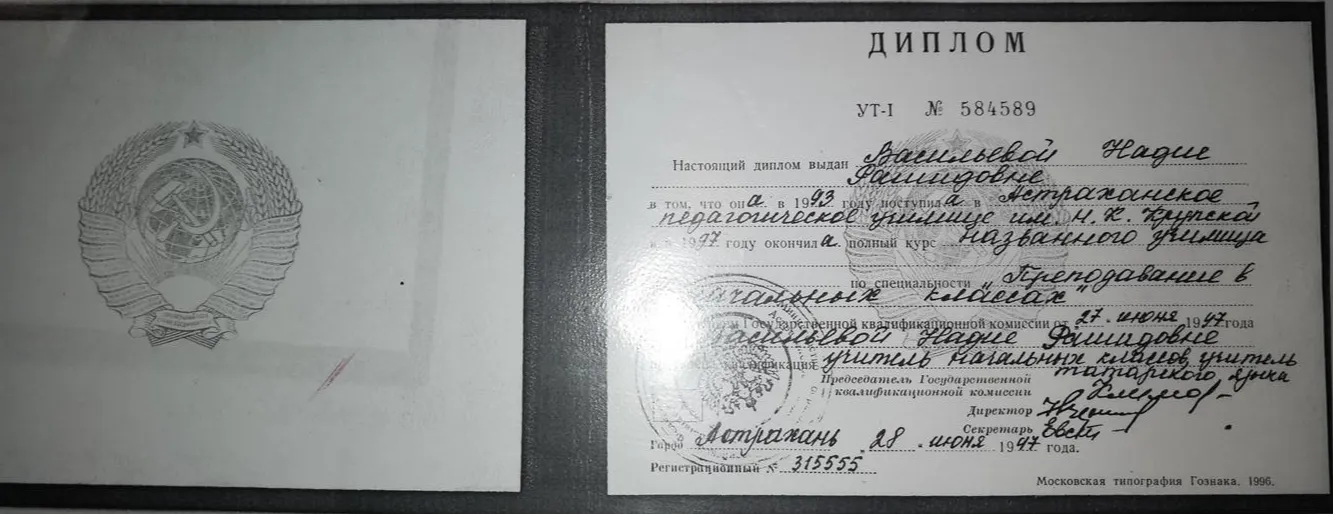 ДИПЛОМ
УТ-I № 584589
Настоящий диплом выдан Васильевой Надие
Рашидовне
в том, что она в 1993 году поступила в Астраханское
педагогическое училище им. Н. К. Крупской
и в 1997 году окончила полный курс названного училища
по специальности „Преподавание в
начальных классах"
Государственной квалификационной комиссии от 27 июня 1997 года
Васильевой Надие Рашидовне
квалификация учитель начальных классов, учитель
татарского языка
Председатель Государственной
квалификационной комиссии
Директор
Секретарь
Город Астрахань 28 июня 1997 года.
Регистрационный № 315555
Московская типография Гознака. 1996.